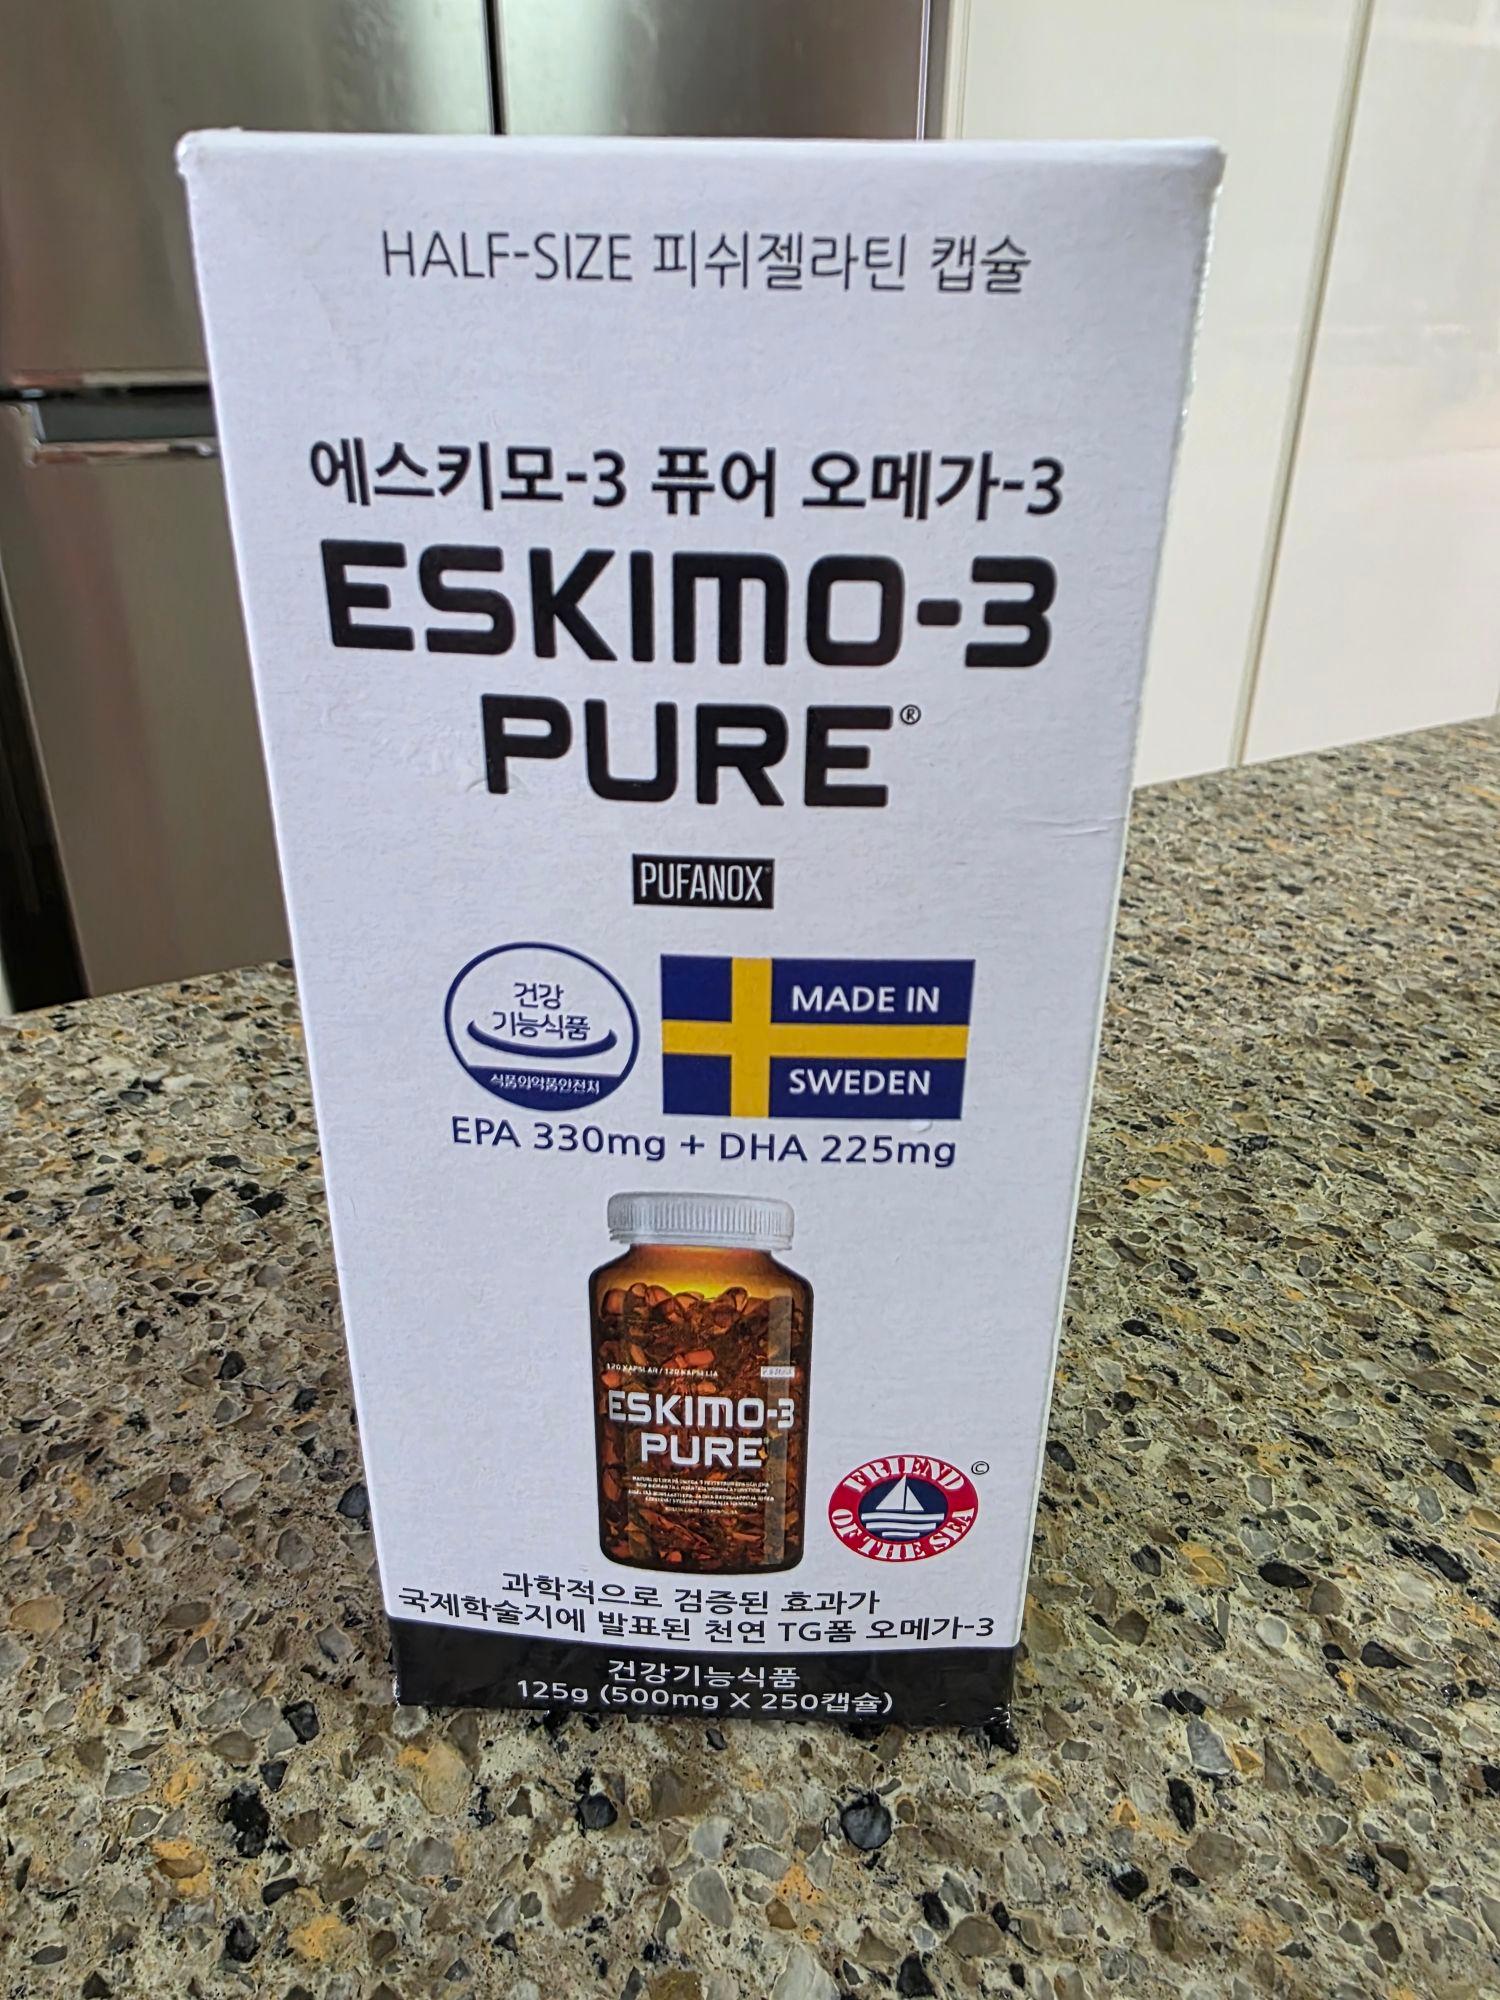 HALF-SIZE 피쉬젤라틴 캡슐
에스키모-3 퓨어 오메가-3
ESKIMO-3
PURE®
PUFANOX
건강
기능식품
식품의약품안전처
MADE IN
SWEDEN
EPA 330mg + DHA 225mg
120 KAPSLAR / 120 KAPSELIA
ESKIMO-3
PURE
FRIEND
OF THE SEA
©
과학적으로 검증된 효과가
국제학술지에 발표된 천연 TG폼 오메가-3
건강기능식품
125g (500mg X 250캡슐)